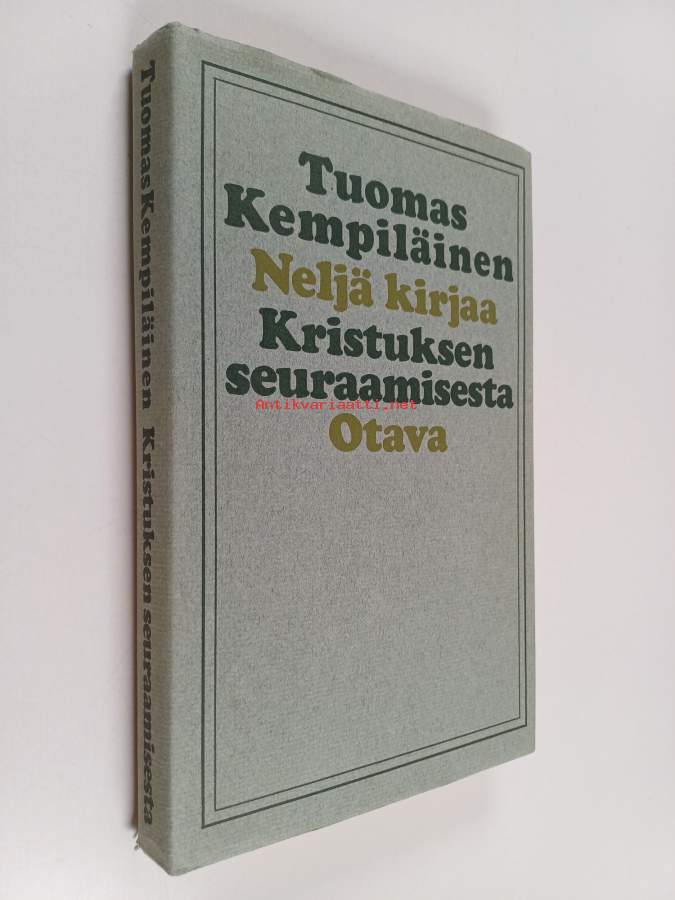 Tuomas
Kempiläinen
Neljä kirjaa
Kristuksen
seuraamisesta
Antikvariaatti.net
Otava
Tuomas Kempiläinen Kristuksen seuraamisesta